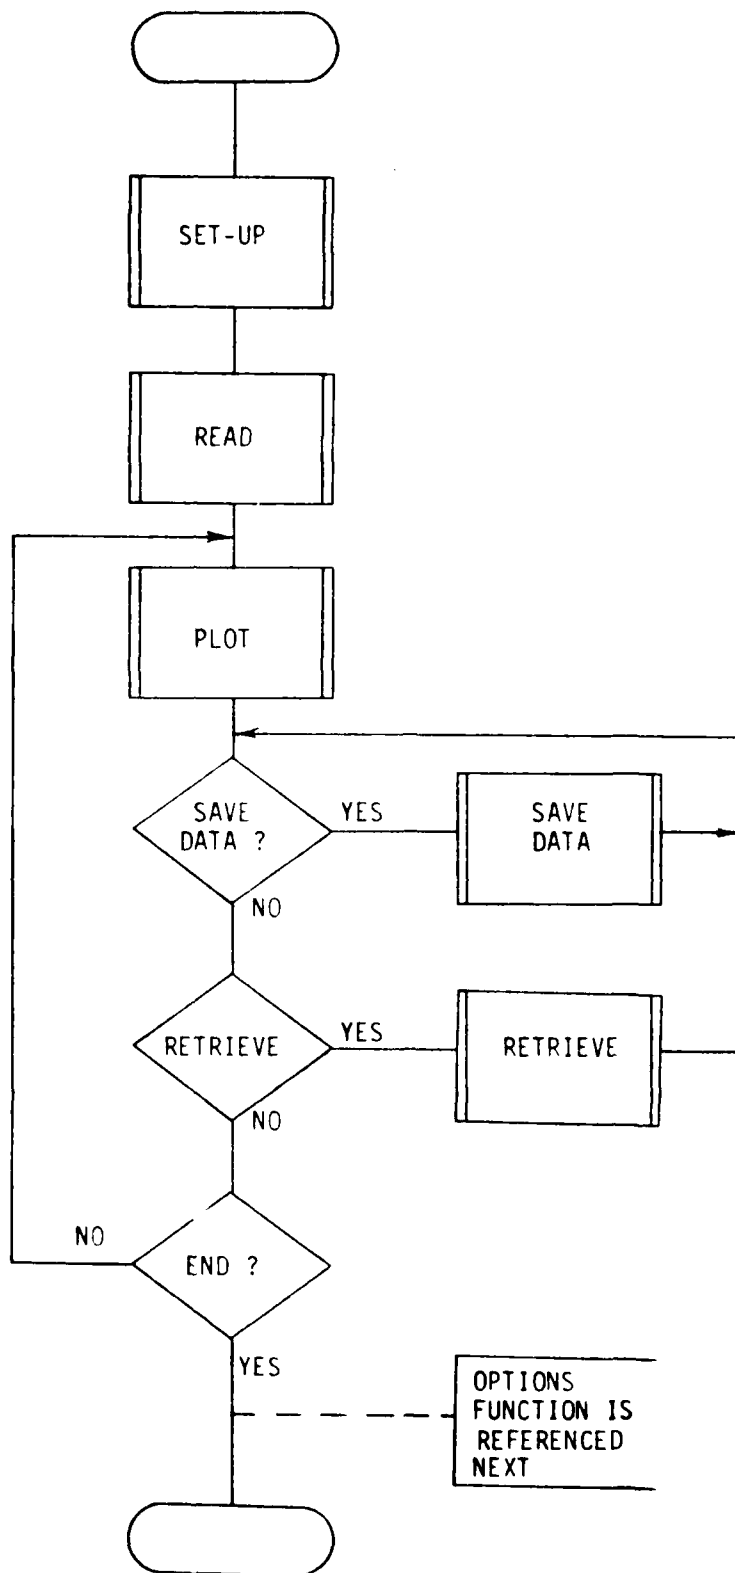 SET-UP
READ
PLOT
SAVE
DATA ?
YES
SAVE
DATA
NO
RETRIEVE
YES
RETRIEVE
NO
END ?
NO
YES
OPTIONS
FUNCTION IS
REFERENCED
NEXT